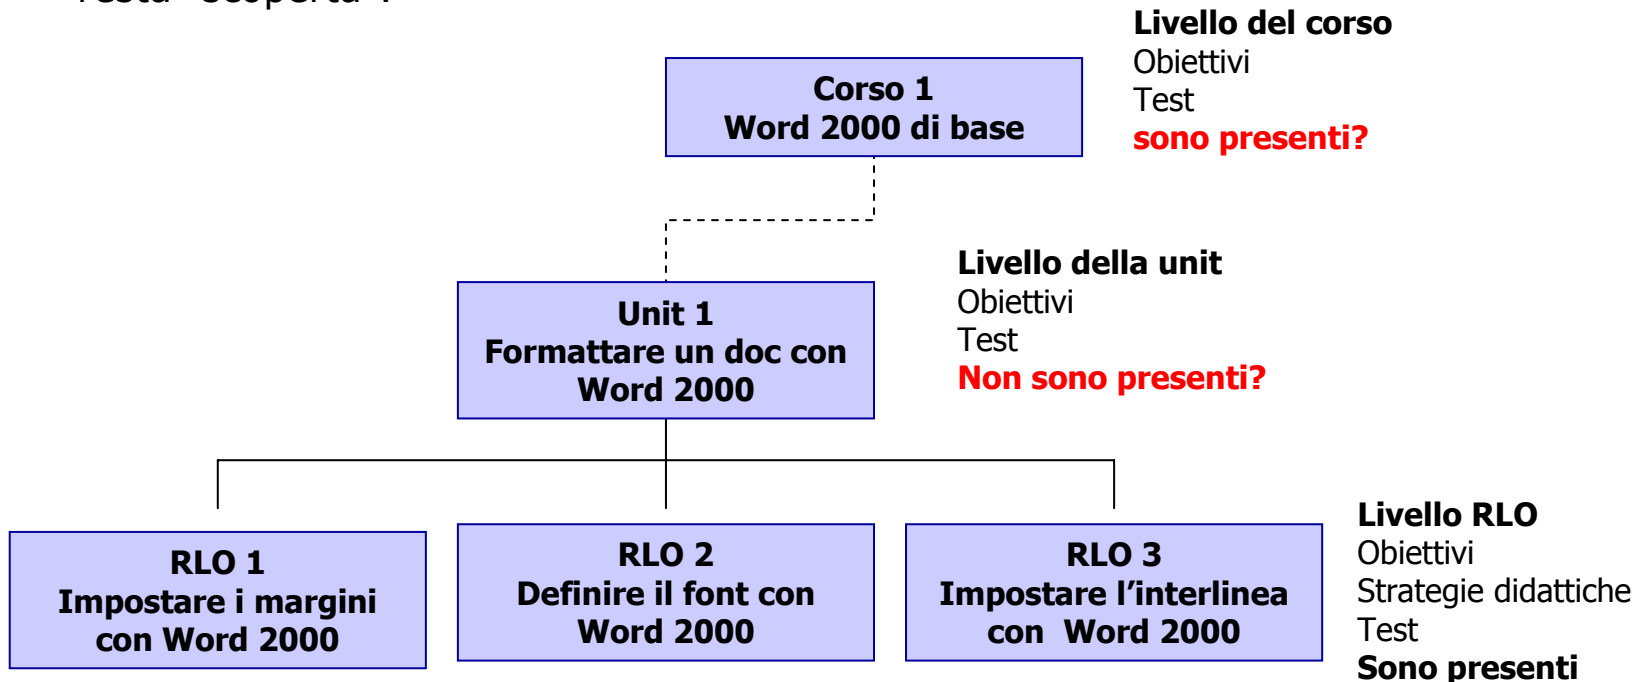 "scoperta".
Livello del corso
Obiettivi
Test
sono presenti?
Corso 1
Word 2000 di base
Livello della unit
Obiettivi
Test
Non sono presenti?
Unit 1
Formattare un doc con
Word 2000
RLO 1
Impostare i margini
con Word 2000
RLO 2
Definire il font con
Word 2000
RLO 3
Impostare l’interlinea
con  Word 2000
Livello RLO
Obiettivi
Strategie didattiche
Test
Sono presenti